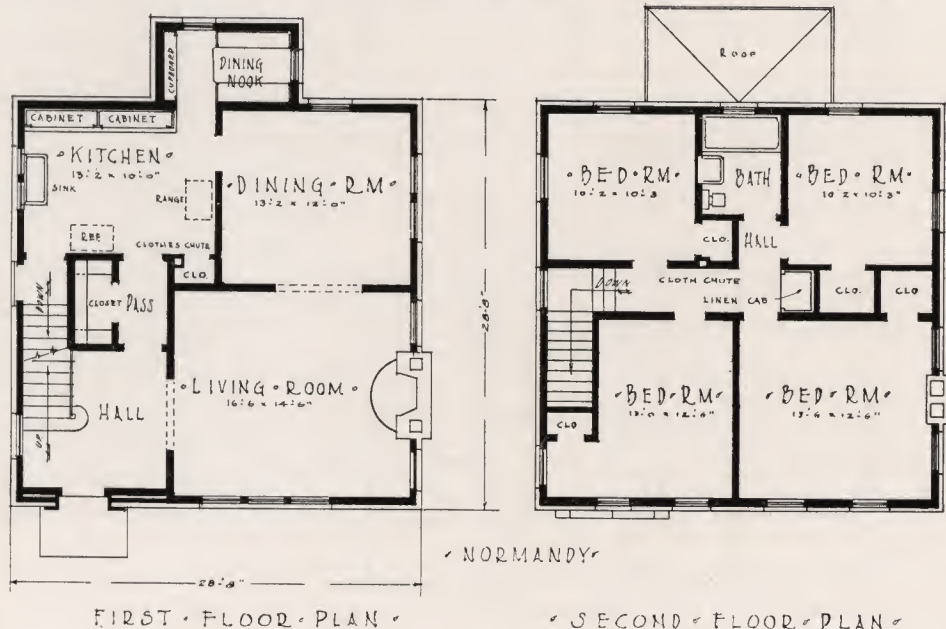 DINING
NOOK
CUPBOARD
CABINET
CABINET
KITCHEN
13'-2 x 10'-0"
SINK
RANGE
DINING RM
13'-2 x 12'-0"
REF.
CLOTHES CHUTE
CLO.
CLOSET
PASS
DOWN
LIVING ROOM
16'-6 x 14'-6"
HALL
UP
28'-8"
28'-8"
FIRST FLOOR PLAN
NORMANDY
ROOF
BED RM
10'-2 x 10'-3
BATH
BED RM
10'-2 x 10'-3"
CLO.
HALL
DOWN
CLOTH CHUTE
LINEN CAB
CLO.
CLO
BED RM
BED RM
CLO
SECOND FLOOR PLAN